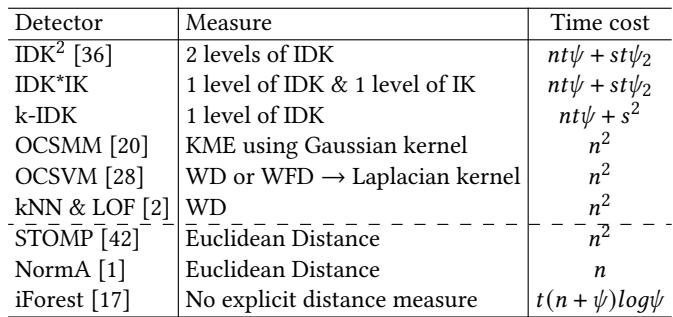 Detector Measure Time cost
IDK² [36] 2 levels of IDK ntψ + stψ₂
IDK*IK 1 level of IDK & 1 level of IK ntψ + stψ₂
k-IDK 1 level of IDK ntψ + s²
OCSMM [20] KME using Gaussian kernel n²
OCSVM [28] WD or WFD → Laplacian kernel n²
kNN & LOF [2] WD n²
STOMP [42] Euclidean Distance n²
NormA [1] Euclidean Distance n
iForest [17] No explicit distance measure t(n + ψ)logψ